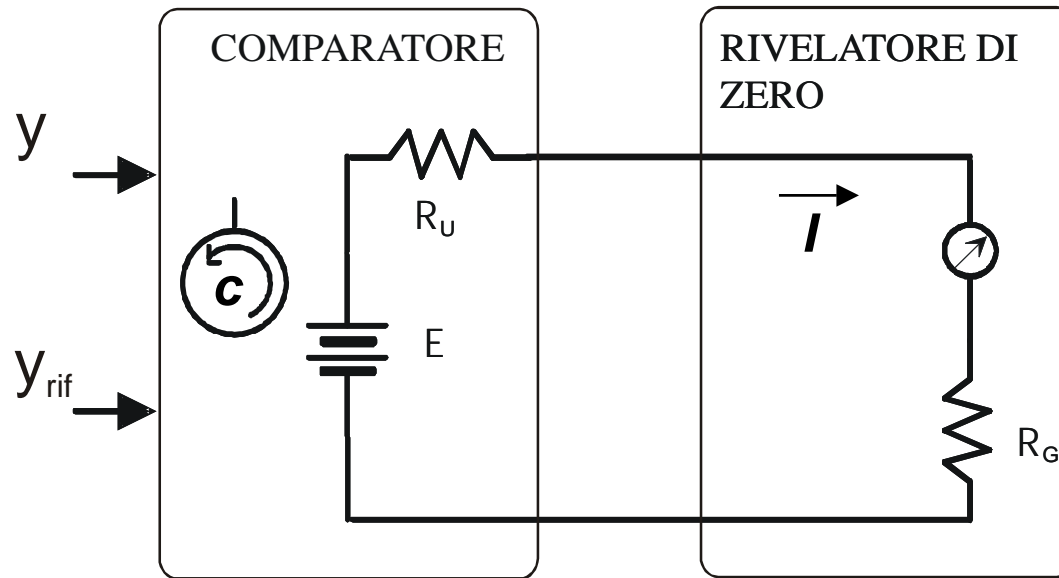 COMPARATORE
RIVELATORE DI
ZERO
y
R_U
I
c
E
y_rif
R_G